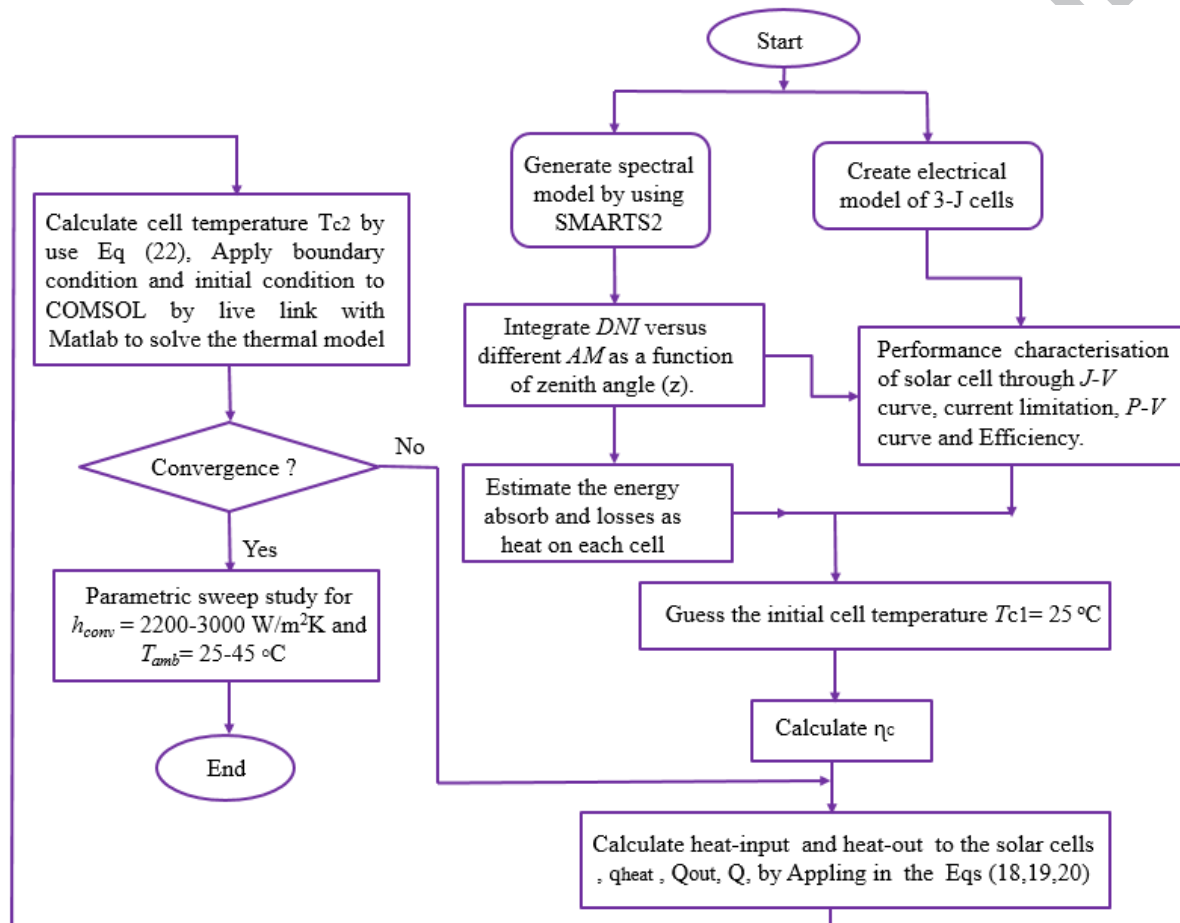 Start
Generate spectral
model by using
SMARTS2
Create electrical
model of 3-J cells
Integrate DNI versus
different AM as a function
of zenith angle (z).
Performance characterisation
of solar cell through J-V
curve, current limitation, P-V
curve and Efficiency.
Estimate the energy
absorb and losses as
heat on each cell
Guess the initial cell temperature Tc1= 25 °C
Calculate ηc
Calculate heat-input and heat-out to the solar cells
, qheat , Qout, Q, by Appling in the Eqs (18,19,20)
Calculate cell temperature Tc2 by
use Eq (22), Apply boundary
condition and initial condition to
COMSOL by live link with
Matlab to solve the thermal model
Convergence ?
No
Yes
Parametric sweep study for
hconv = 2200-3000 W/m²K and
Tamb= 25-45 °C
End